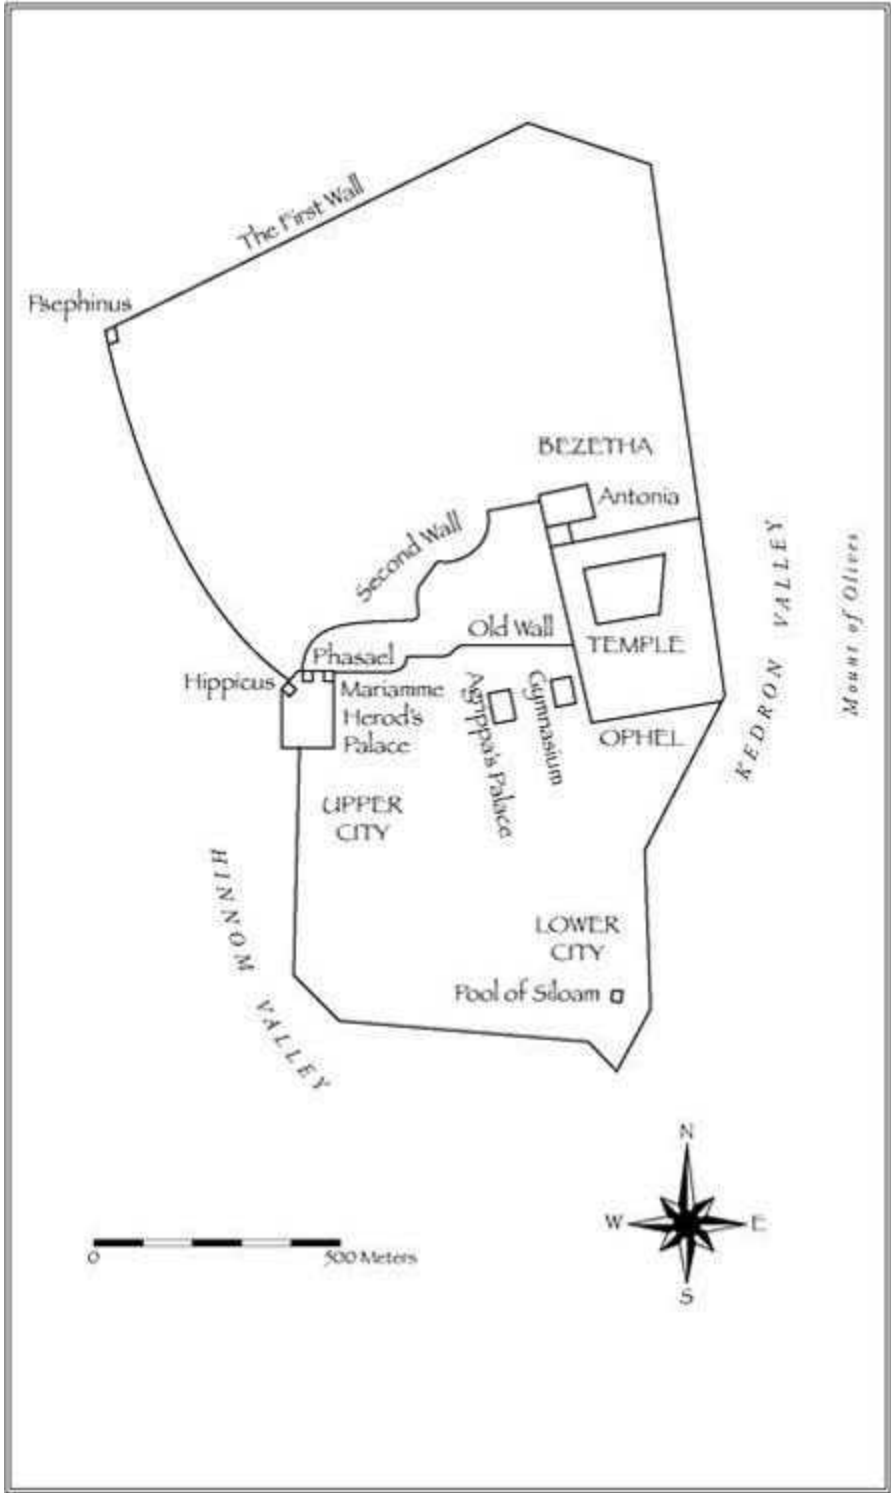 The First Wall
Psephinus
BEZETHA
Antonia
Second Wall
KEDRON VALLEY
Mount of Olives
Old Wall
TEMPLE
Phasael
Hippicus
Mariamme
Herod's
Palace
Agrippa's Palace
Gymnasium
OPHEL
UPPER
CITY
HINNOM VALLEY
LOWER
CITY
Pool of Siloam
N
W
E
S
0
500 Meters